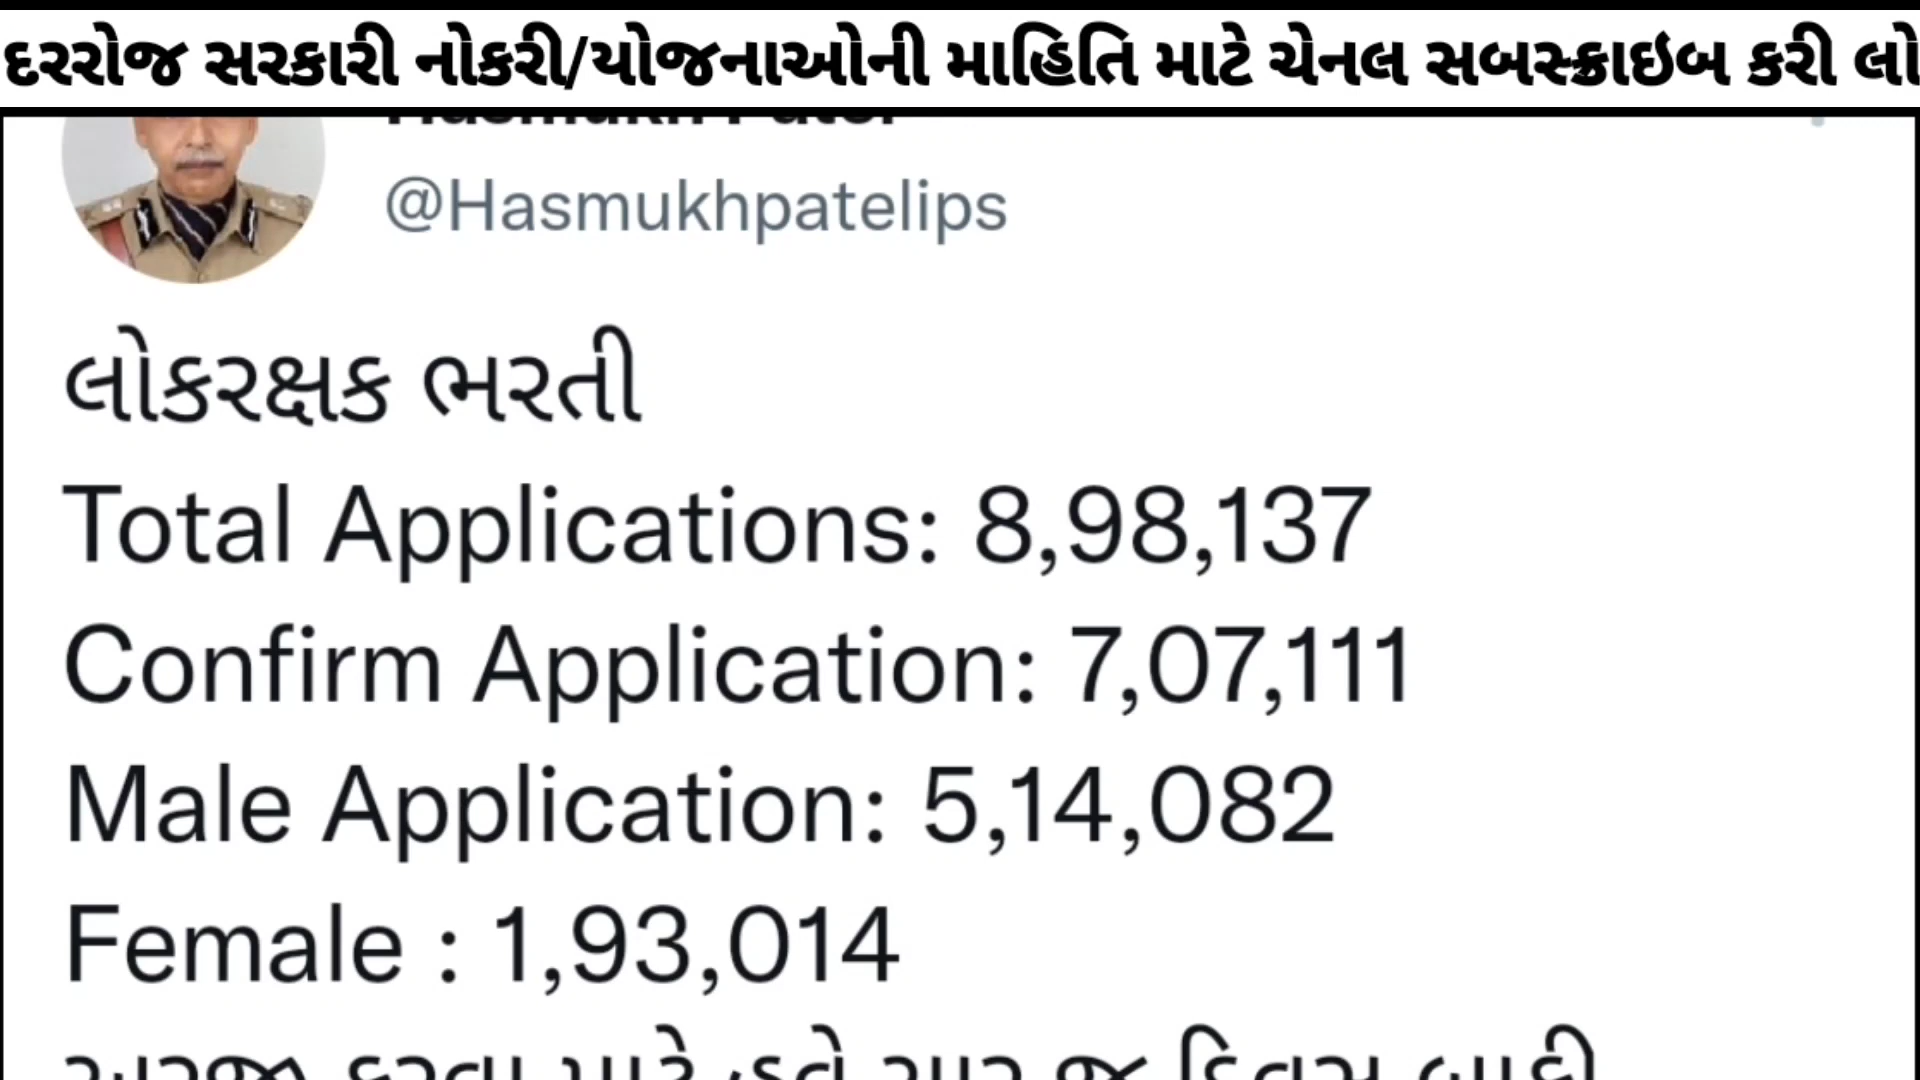 દરરોજ સરકારી નોકરી/યોજનાઓની માહિતિ માટે ચેનલ સબસ્ક્રાઇબ કરી લો
@Hasmukhpatelips
લોકરક્ષક ભરતી
Total Applications: 8,98,137
Confirm Application: 7,07,111
Male Application: 5,14,082
Female : 1,93,014